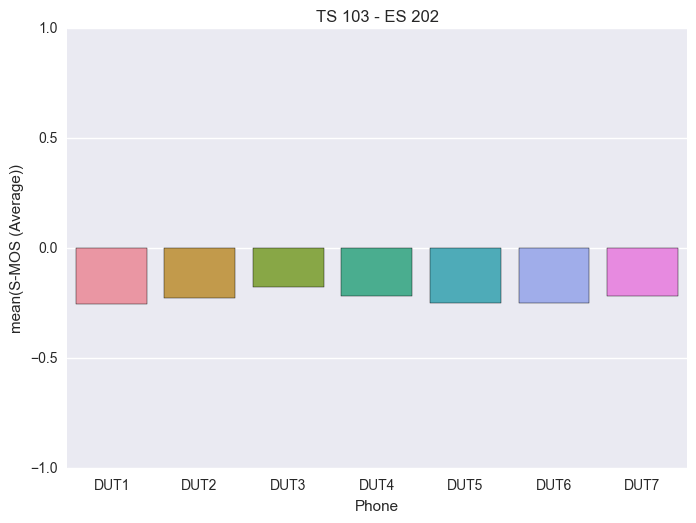 TS 103 - ES 202
1.0
0.5
0.0
−0.5
−1.0
mean(S-MOS (Average))
DUT1 DUT2 DUT3 DUT4 DUT5 DUT6 DUT7
Phone